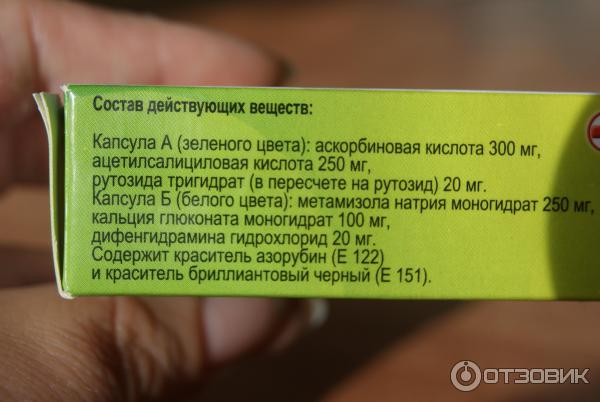 Состав действующих веществ:
Капсула А (зеленого цвета): аскорбиновая кислота 300 мг,
ацетилсалициловая кислота 250 мг,
рутозида тригидрат (в пересчете на рутозид) 20 мг.
Капсула Б (белого цвета): метамизола натрия моногидрат 250 мг,
кальция глюконата моногидрат 100 мг,
дифенгидрамина гидрохлорид 20 мг.
Содержит краситель азорубин (Е 122)
и краситель бриллиантовый черный (Е 151).
ОТЗОВИК